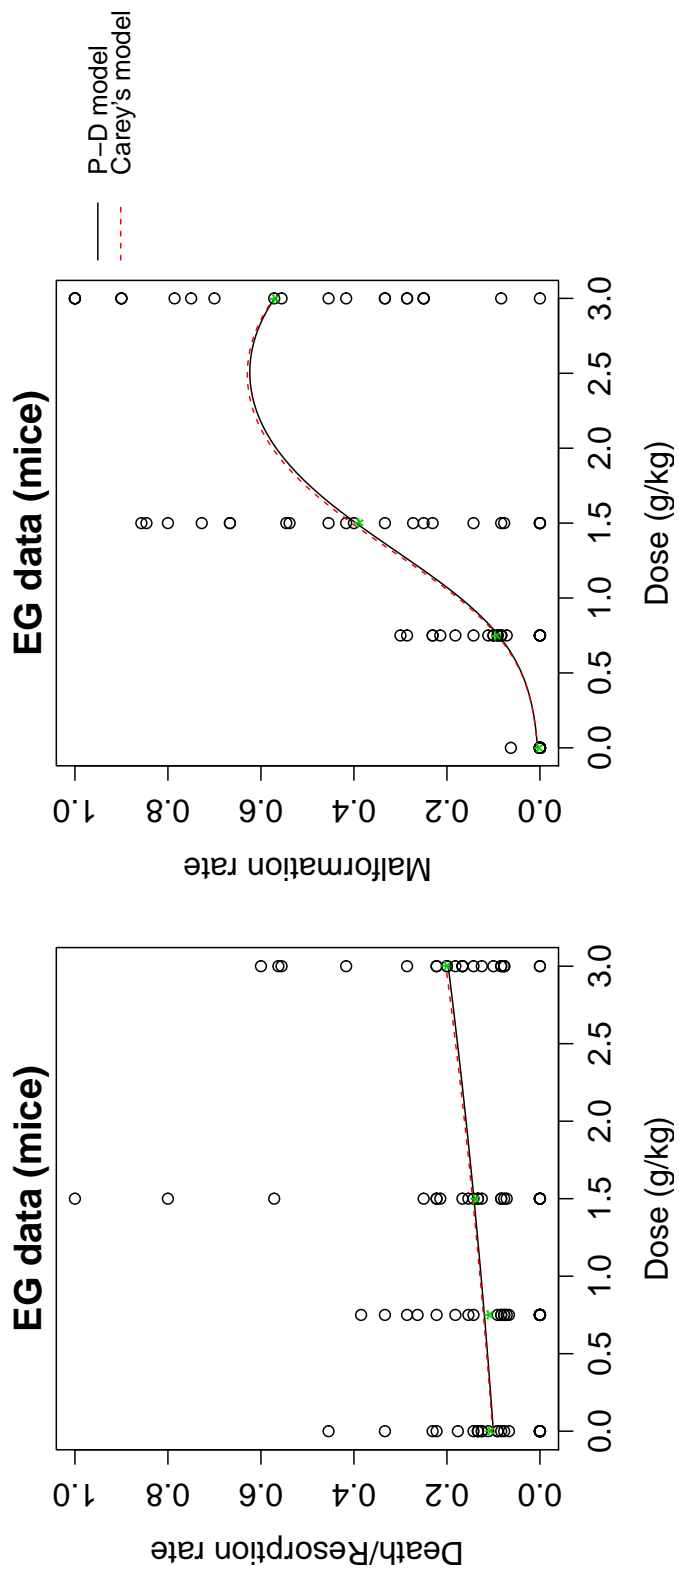 EG data (mice)
Death/Resorption rate
1.0
0.8
0.6
0.4
0.2
0.0
0.0 0.5 1.0 1.5 2.0 2.5 3.0
Dose (g/kg)
EG data (mice)
Malformation rate
1.0
0.8
0.6
0.4
0.2
0.0
0.0 0.5 1.0 1.5 2.0 2.5 3.0
Dose (g/kg)
P−D model
Carey's model